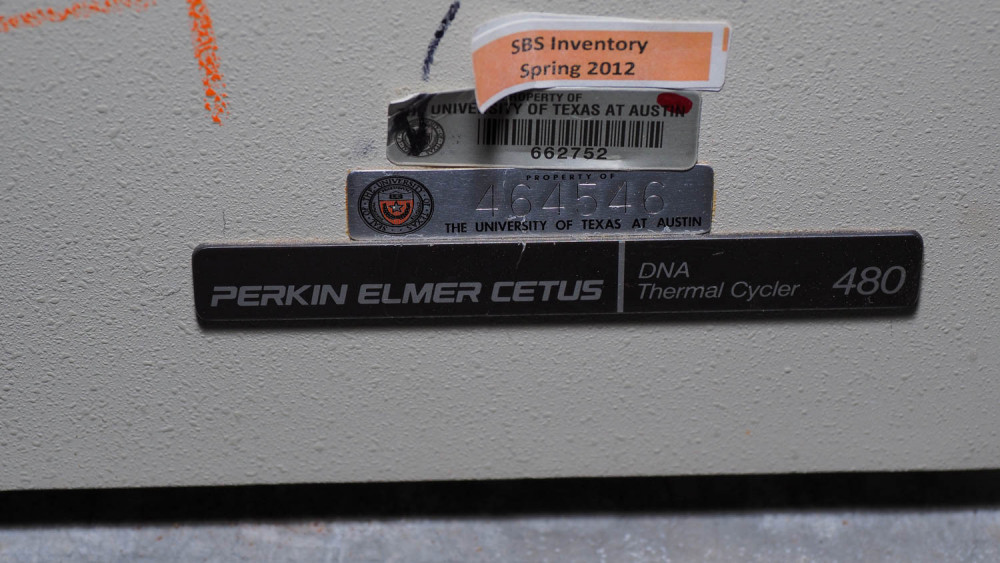 SBS Inventory
Spring 2012
PROPERTY OF
THE UNIVERSITY OF TEXAS AT AUSTIN
662752
PROPERTY OF
464546
THE UNIVERSITY OF TEXAS AT AUSTIN
PERKIN ELMER CETUS
DNA
Thermal Cycler
480